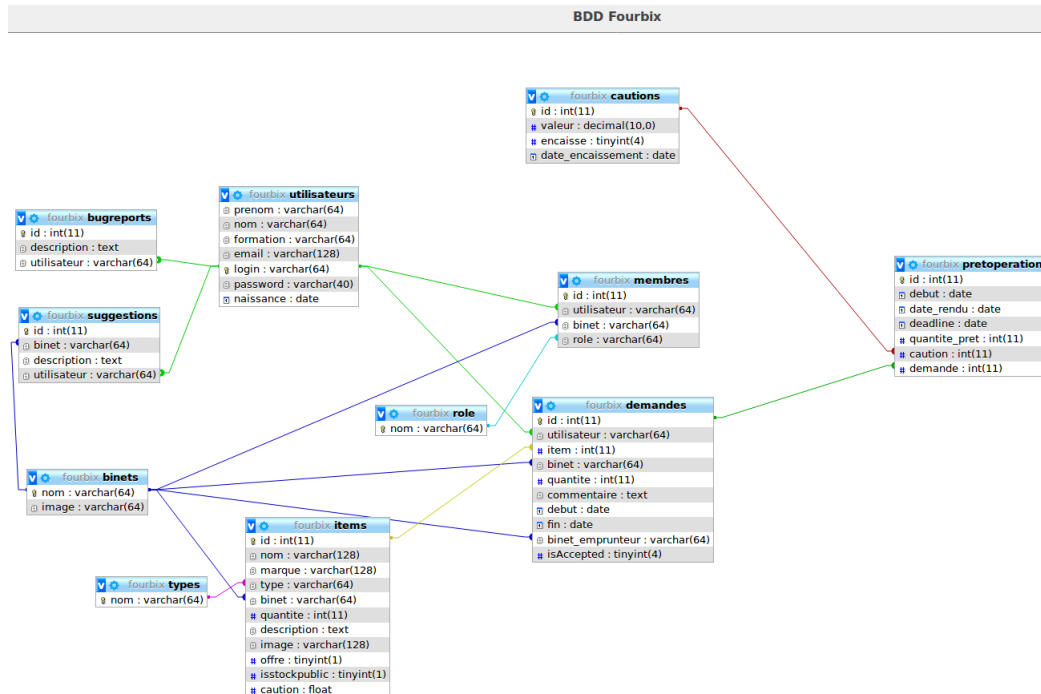 BDD Fourbix
fourbix cautions
id : int(11)
valeur : decimal(10,0)
encaisse : tinyint(4)
date_encaissement : date
fourbix utilisateurs
prenom : varchar(64)
nom : varchar(64)
formation : varchar(64)
email : varchar(128)
login : varchar(64)
password : varchar(40)
naissance : date
fourbix bugreports
id : int(11)
description : text
utilisateur : varchar(64)
fourbix pretoperation
id : int(11)
debut : date
date_rendu : date
deadline : date
quantite_pret : int(11)
caution : int(11)
demande : int(11)
fourbix membres
id : int(11)
utilisateur : varchar(64)
binet : varchar(64)
role : varchar(64)
fourbix suggestions
id : int(11)
binet : varchar(64)
description : text
utilisateur : varchar(64)
fourbix role
nom : varchar(64)
fourbix demandes
id : int(11)
utilisateur : varchar(64)
item : int(11)
binet : varchar(64)
quantite : int(11)
commentaire : text
debut : date
fin : date
binet_emprunteur : varchar(64)
isAccepted : tinyint(4)
fourbix binets
nom : varchar(64)
image : varchar(64)
fourbix items
id : int(11)
nom : varchar(128)
marque : varchar(128)
type : varchar(64)
binet : varchar(64)
quantite : int(11)
description : text
image : varchar(128)
offre : tinyint(1)
isstockpublic : tinyint(1)
caution : float
fourbix types
nom : varchar(64)